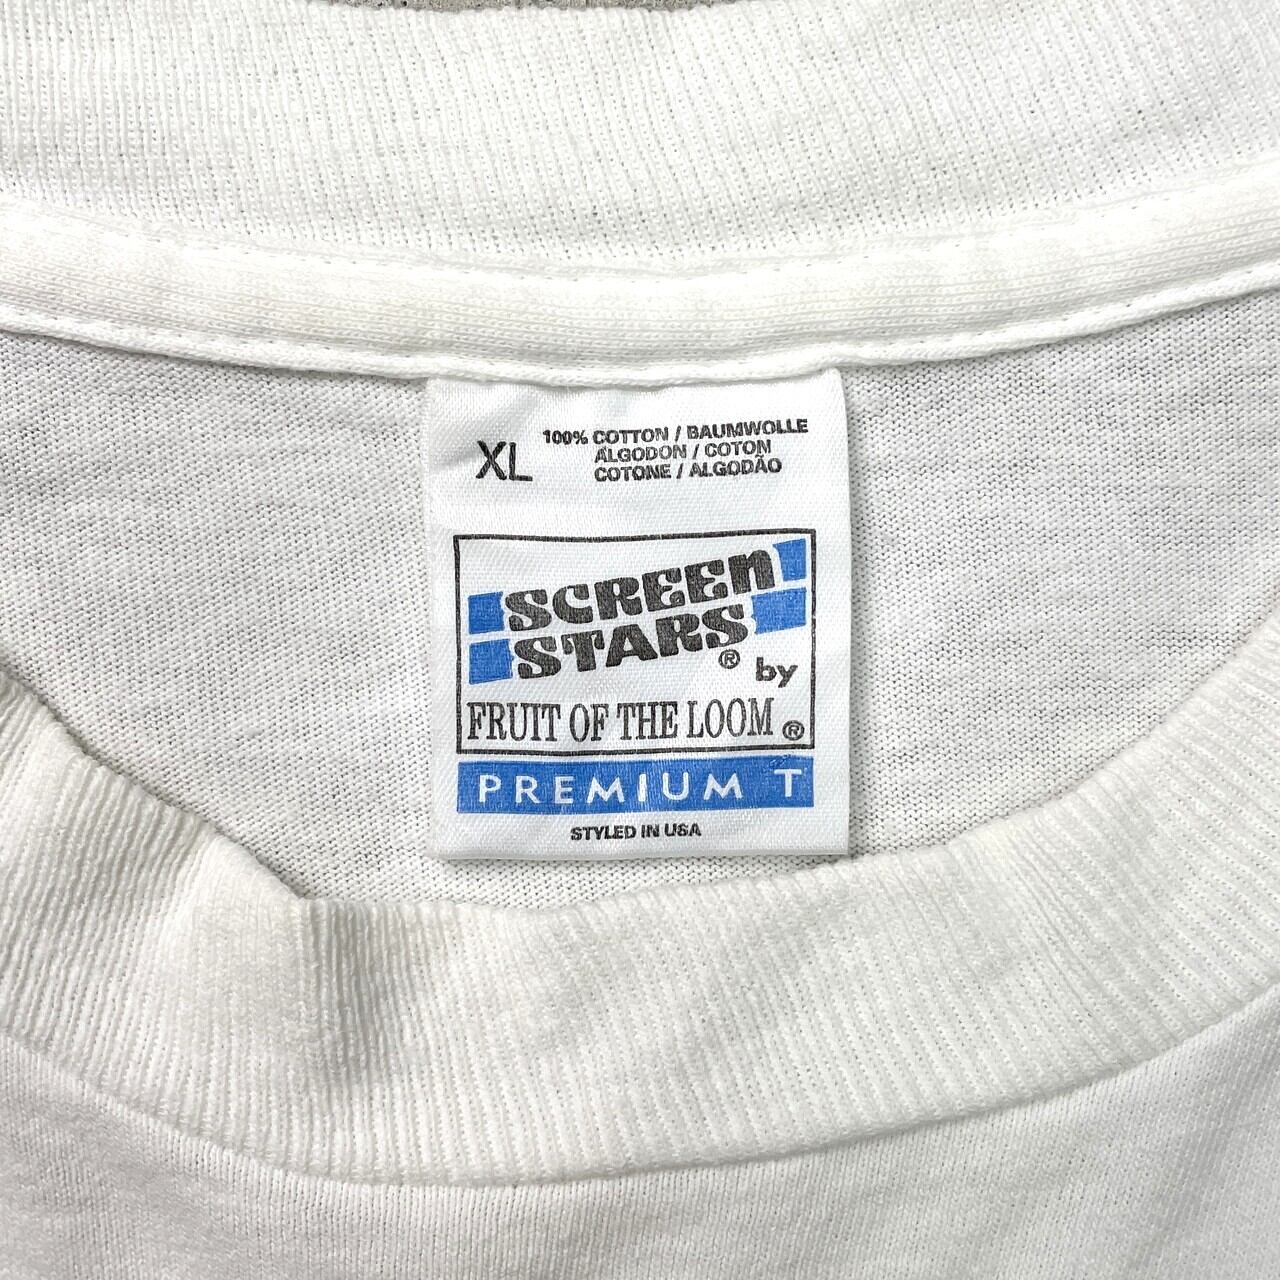 XL
100% COTTON / BAUMWOLLE
ALGODON / COTON
COTONE / ALGODÃO
SCREEN
STARS® by
FRUIT OF THE LOOM®
PREMIUM T
STYLED IN USA